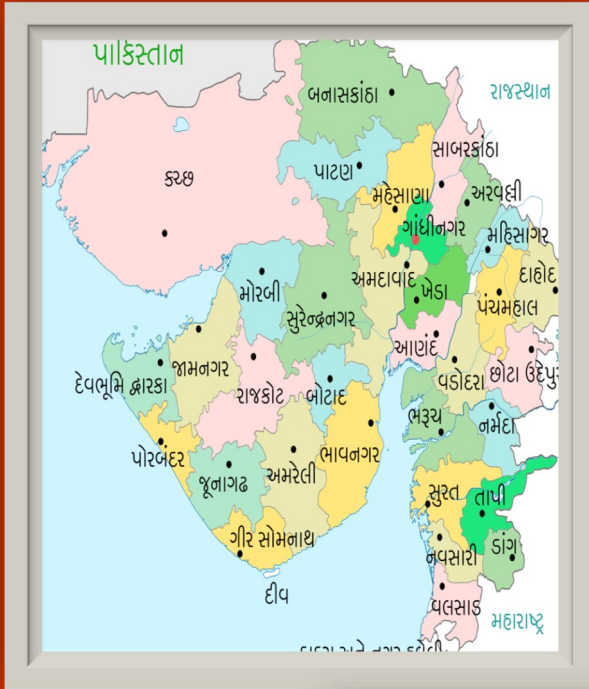 પાકિસ્તાન
બનાસકાંઠા
રાજસ્થાન
સાબરકાંઠા
પાટણ
કચ્છ
મહેસાણા
અરવલ્લી
ગાંધીનગર
મહિસાગર
અમદાવાદ
દાહોદ
મોરબી
ખેડા
પંચમહાલ
સુરેન્દ્રનગર
આણંદ
જામનગર
દેવભૂમિ દ્વારકા
રાજકોટ
બોટાદ
વડોદરા
છોટા ઉદેપુ
ભરૂચ
નર્મદા
પોરબંદર
ભાવનગર
જૂનાગઢ
અમરેલી
સુરત
તાપી
ગીર સોમનાથ
ડાંગ
નવસારી
દીવ
વલસાડ
મહારાષ્ટ્ર